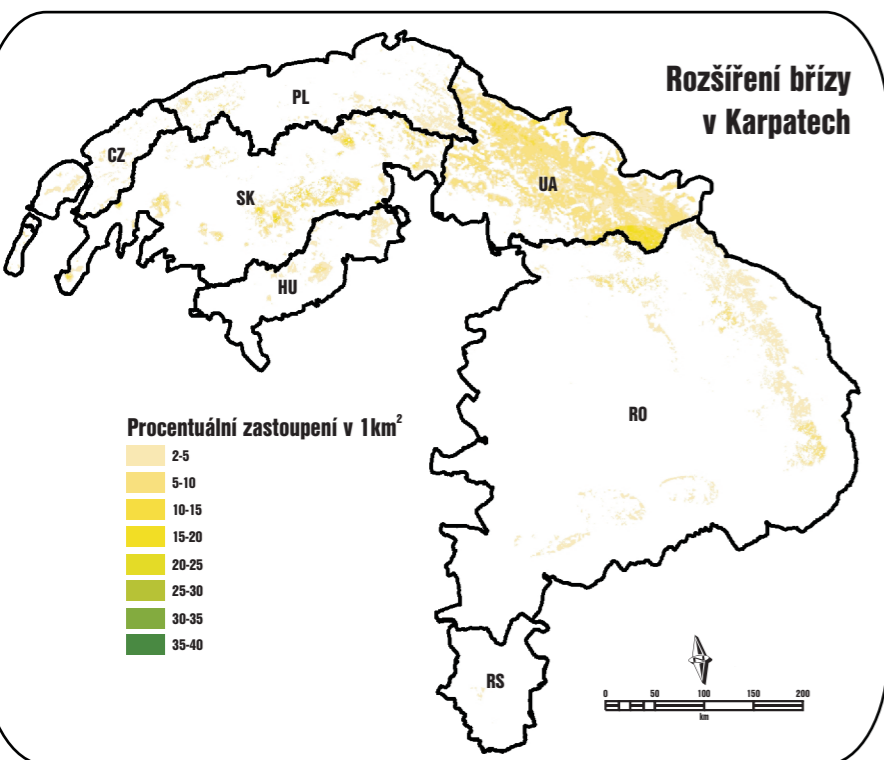 Rozšíření břízy
v Karpatech
PL
CZ
UA
SK
HU
RO
RS
Procentuální zastoupení v 1km²
2-5
5-10
10-15
15-20
20-25
25-30
30-35
35-40
0 50 100 150 200
km